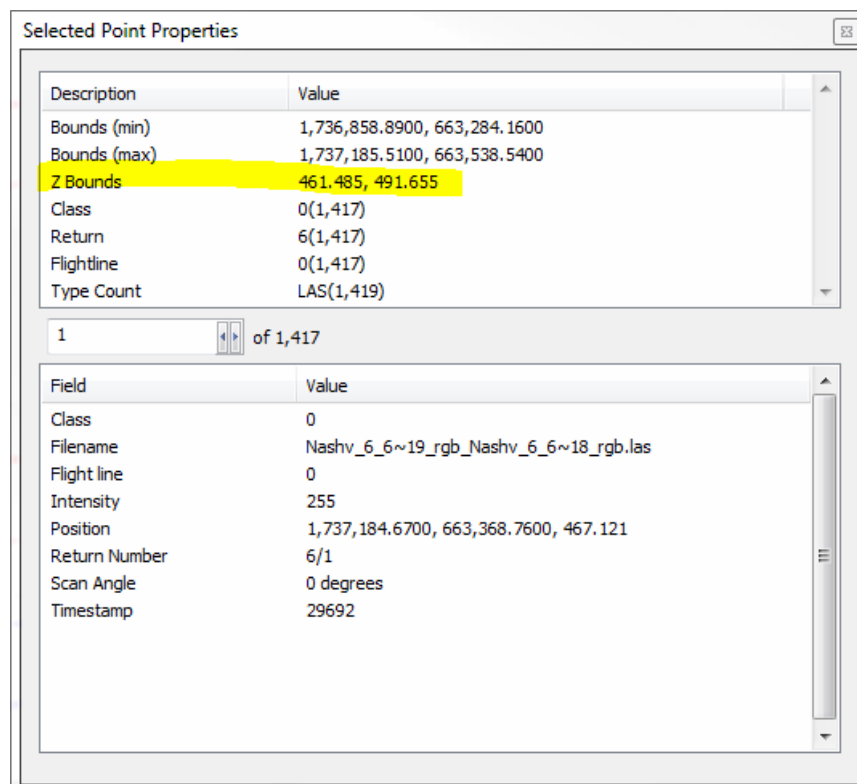 Selected Point Properties
Description Value
Bounds (min) 1,736,858.8900, 663,284.1600
Bounds (max) 1,737,185.5100, 663,538.5400
Z Bounds 461.485, 491.655
Class 0(1,417)
Return 6(1,417)
Flightline 0(1,417)
Type Count LAS(1,419)
1 of 1,417
Field Value
Class 0
Filename Nashv_6_6~19_rgb_Nashv_6_6~18_rgb.las
Flight line 0
Intensity 255
Position 1,737,184.6700, 663,368.7600, 467.121
Return Number 6/1
Scan Angle 0 degrees
Timestamp 29692